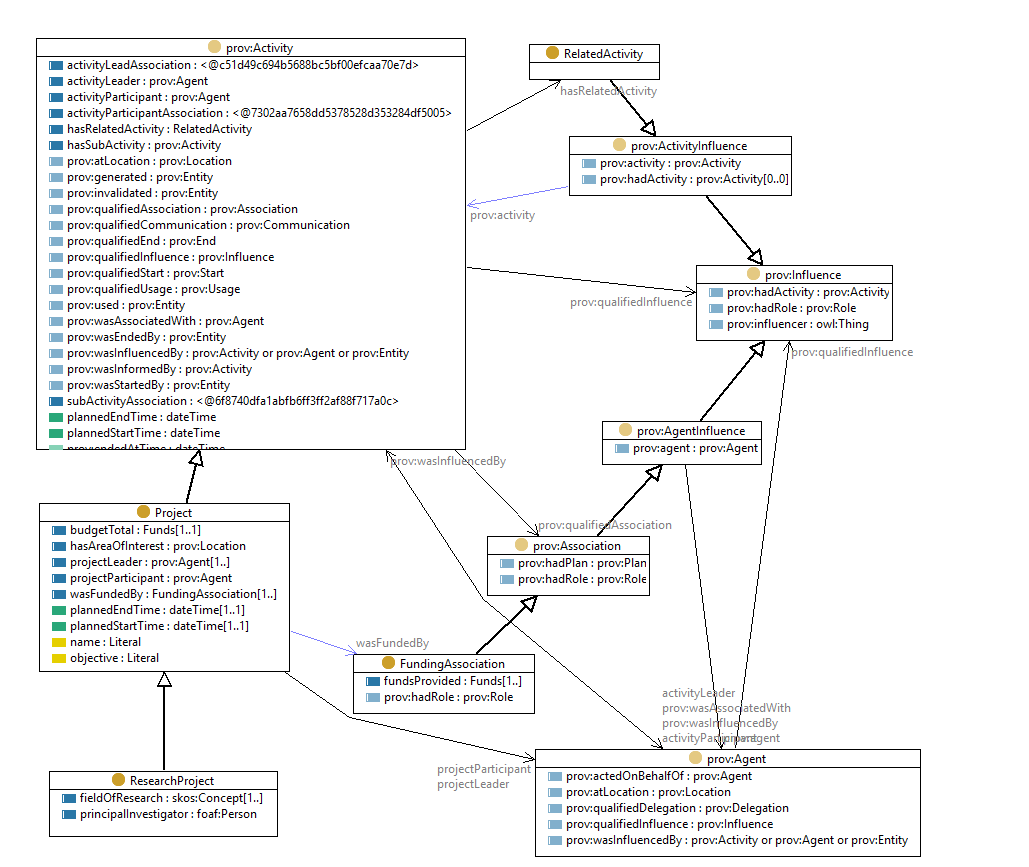 prov:Activity
activityLeadAssociation : <@c51d49c694b5688bc5bf00efcaa70e7d>
activityLeader : prov:Agent
activityParticipant : prov:Agent
activityParticipantAssociation : <@7302aa7658dd5378528d353284df5005>
hasRelatedActivity : RelatedActivity
hasSubActivity : prov:Activity
prov:atLocation : prov:Location
prov:generated : prov:Entity
prov:invalidated : prov:Entity
prov:qualifiedAssociation : prov:Association
prov:qualifiedCommunication : prov:Communication
prov:qualifiedEnd : prov:End
prov:qualifiedInfluence : prov:Influence
prov:qualifiedStart : prov:Start
prov:qualifiedUsage : prov:Usage
prov:used : prov:Entity
prov:wasAssociatedWith : prov:Agent
prov:wasEndedBy : prov:Entity
prov:wasInfluencedBy : prov:Activity or prov:Agent or prov:Entity
prov:wasInformedBy : prov:Activity
prov:wasStartedBy : prov:Entity
subActivityAssociation : <@6f8740dfa1abfb6ff3ff2af88f717a0c>
plannedEndTime : dateTime
plannedStartTime : dateTime
prov:endedAtTime : dateTime
RelatedActivity
hasRelatedActivity
prov:ActivityInfluence
prov:activity : prov:Activity
prov:hadActivity : prov:Activity[0..0]
prov:activity
prov:Influence
prov:hadActivity : prov:Activity
prov:hadRole : prov:Role
prov:influencer : owl:Thing
prov:qualifiedInfluence
prov:qualifiedInfluence
prov:AgentInfluence
prov:agent : prov:Agent
prov:wasInfluencedBy
prov:qualifiedAssociation
prov:Association
prov:hadPlan : prov:Plan
prov:hadRole : prov:Role
Project
budgetTotal : Funds[1..1]
hasAreaOfInterest : prov:Location
projectLeader : prov:Agent[1..]
projectParticipant : prov:Agent
wasFundedBy : FundingAssociation[1..]
plannedEndTime : dateTime[1..1]
plannedStartTime : dateTime[1..1]
name : Literal
objective : Literal
wasFundedBy
FundingAssociation
fundsProvided : Funds[1..]
prov:hadRole : prov:Role
activityLeader
prov:wasAssociatedWith
prov:wasInfluencedBy
activityParticipant
prov:agent
projectParticipant
projectLeader
ResearchProject
fieldOfResearch : skos:Concept[1..]
principalInvestigator : foaf:Person
prov:Agent
prov:actedOnBehalfOf : prov:Agent
prov:atLocation : prov:Location
prov:qualifiedDelegation : prov:Delegation
prov:qualifiedInfluence : prov:Influence
prov:wasInfluencedBy : prov:Activity or prov:Agent or prov:Entity